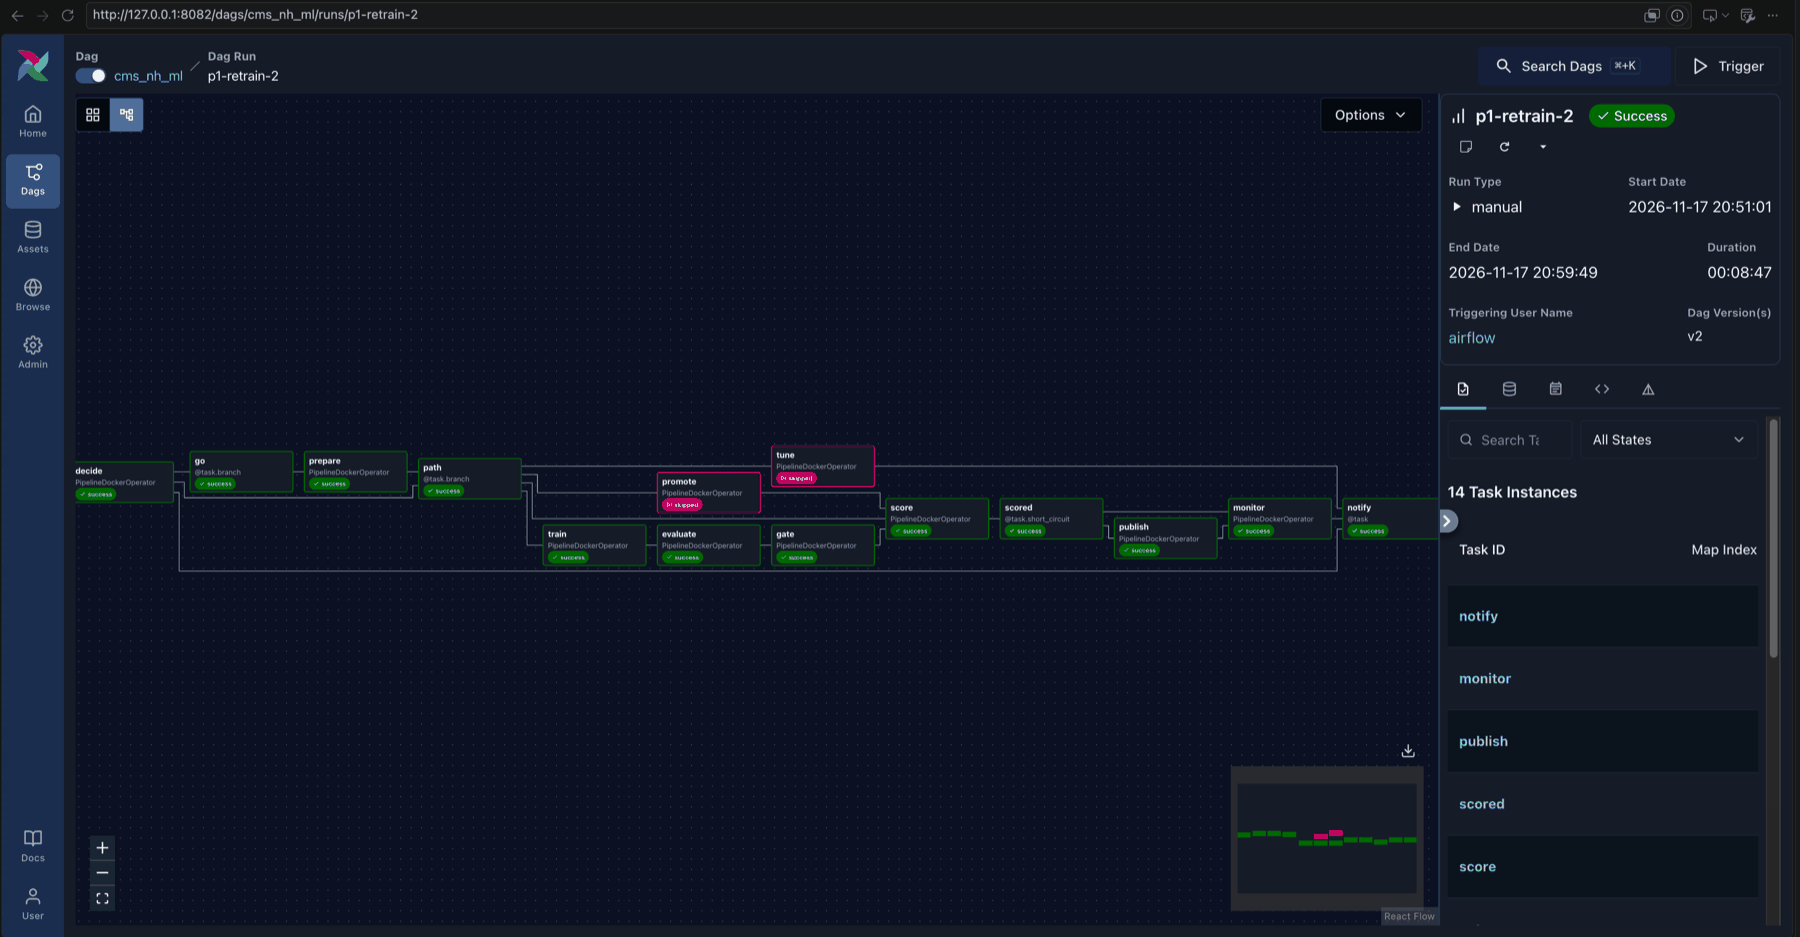 http://127.0.0.1:8082/dags/cms_nh_ml/runs/p1-retrain-2
Dag
cms_nh_ml
Dag Run
p1-retrain-2
Search Dags
⌘+K
Trigger
Home
Dags
Assets
Browse
Admin
Docs
User
Options
decide
PipelineDockerOperator
success
go
@task.branch
success
prepare
PipelineDockerOperator
success
path
@task.branch
success
tune
PipelineDockerOperator
skipped
promote
PipelineDockerOperator
skipped
train
PipelineDockerOperator
success
evaluate
PipelineDockerOperator
success
gate
PipelineDockerOperator
success
score
PipelineDockerOperator
success
scored
@task.short_circuit
success
publish
PipelineDockerOperator
success
monitor
PipelineDockerOperator
success
notify
@task
success
React Flow
p1-retrain-2
Success
Run Type
manual
Start Date
2026-11-17 20:51:01
End Date
2026-11-17 20:59:49
Duration
00:08:47
Triggering User Name
airflow
Dag Version(s)
v2
Search Ta
All States
14 Task Instances
Task ID
Map Index
notify
monitor
publish
scored
score